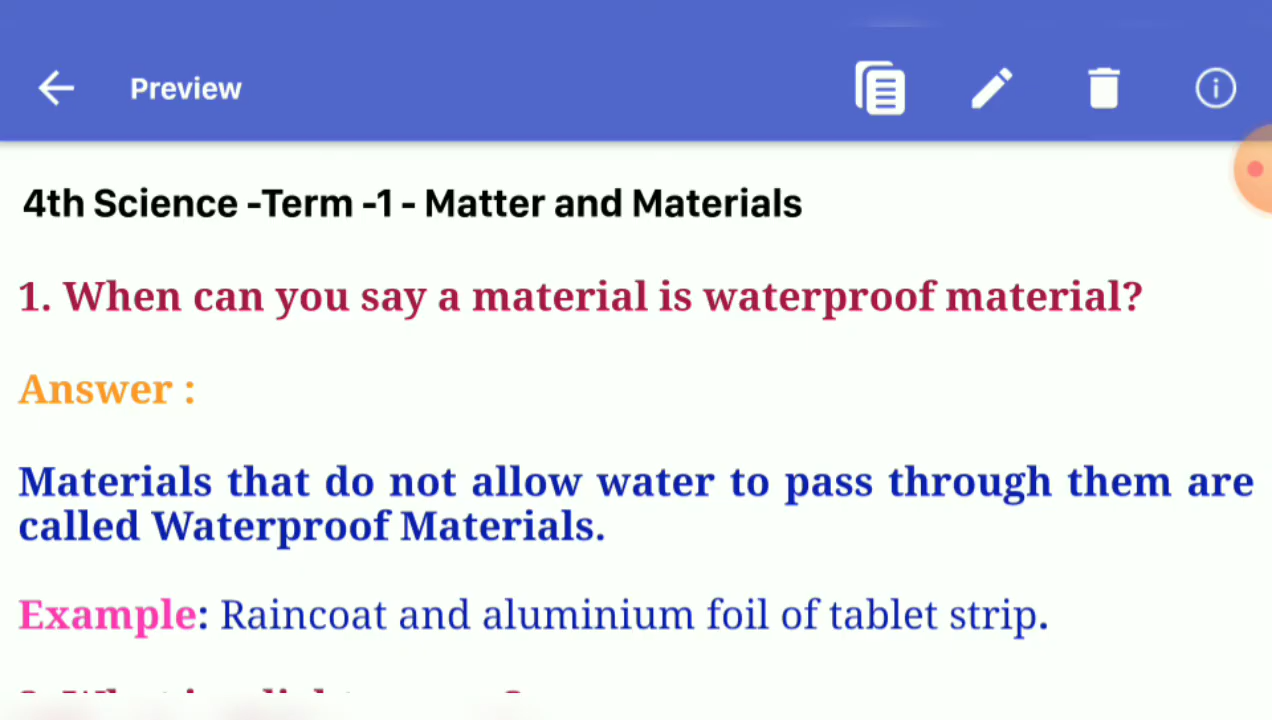 Preview
4th Science -Term -1 - Matter and Materials
1. When can you say a material is waterproof material?
Answer :
Materials that do not allow water to pass through them are
called Waterproof Materials.
Example: Raincoat and aluminium foil of tablet strip.